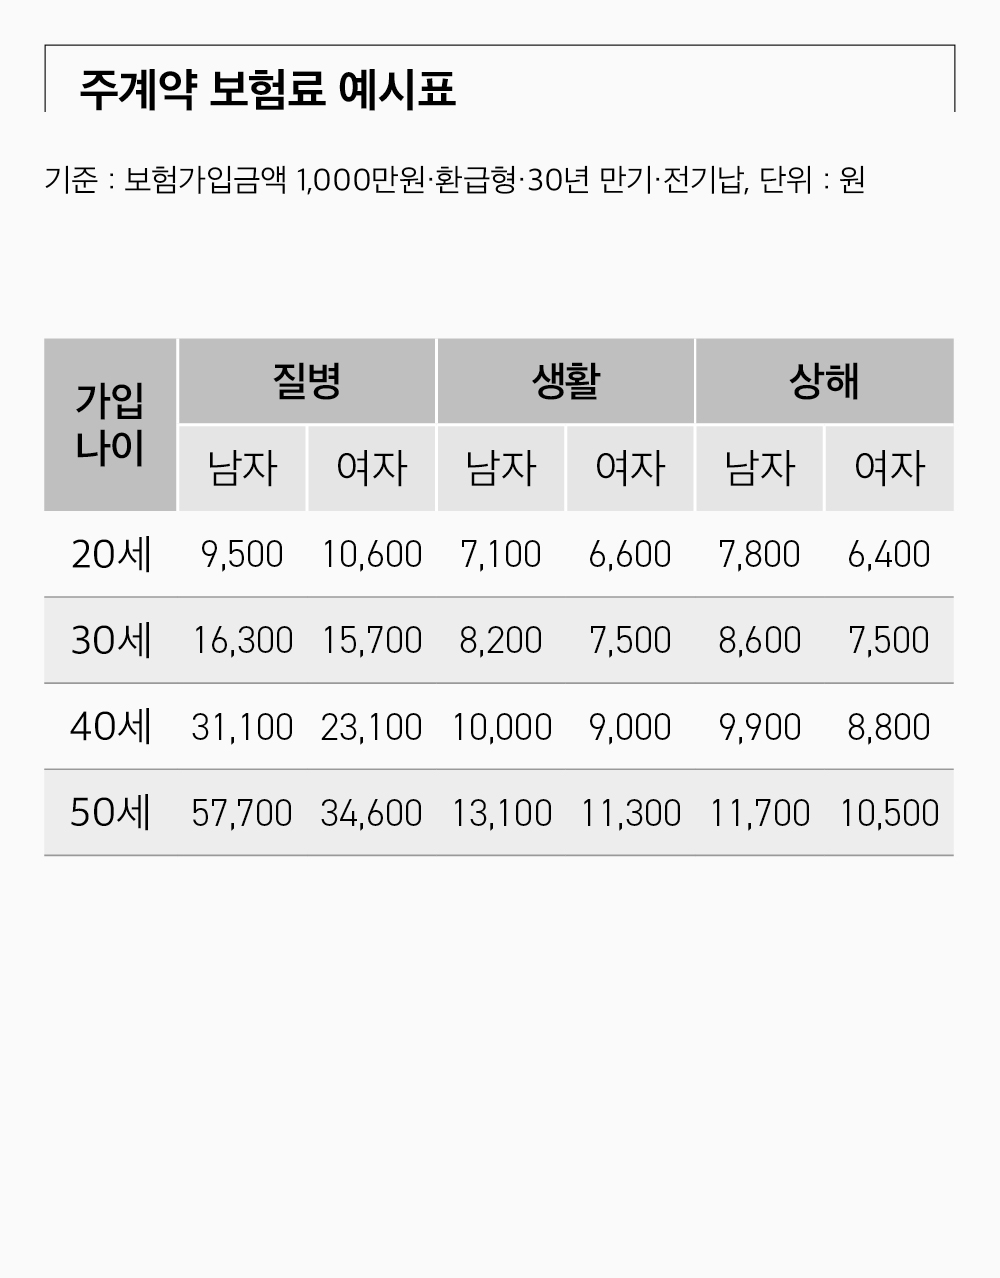 주계약 보험료 예시표
기준 : 보험가입금액 1,000만원·환급형·30년 만기·전기납, 단위 : 원
가입 나이 질병 생활 상해
남자 여자 남자 여자 남자 여자
20세 9,500 10,600 7,100 6,600 7,800 6,400
30세 16,300 15,700 8,200 7,500 8,600 7,500
40세 31,100 23,100 10,000 9,000 9,900 8,800
50세 57,700 34,600 13,100 11,300 11,700 10,500